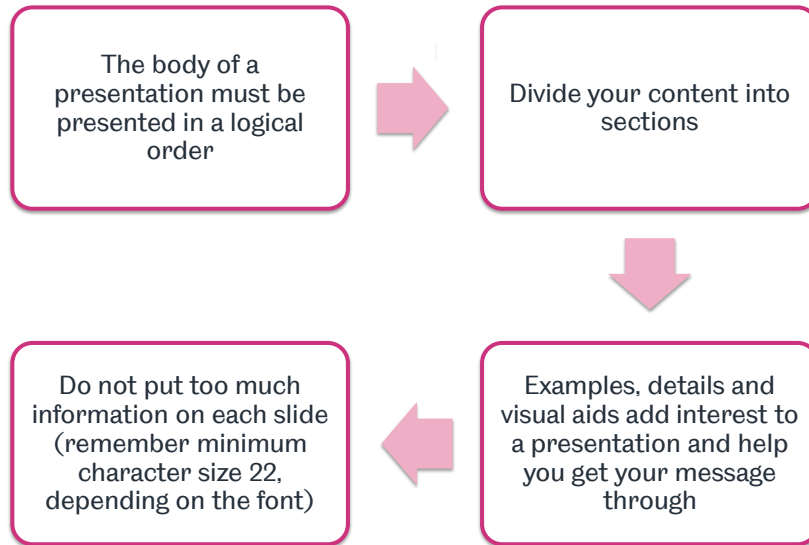 The body of a
presentation must be
presented in a logical
order
Divide your content into
sections
Examples, details and
visual aids add interest to
a presentation and help
you get your message
through
Do not put too much
information on each slide
(remember minimum
character size 22,
depending on the font)